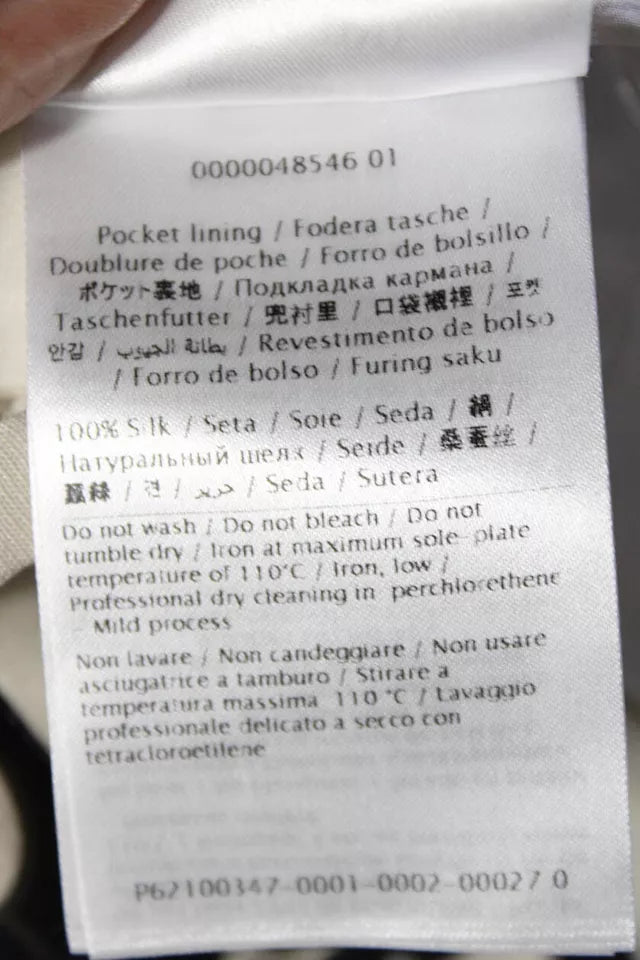 0000048546 01
Pocket lining / Fodera tasche /
Doublure de poche / Forro de bolsillo /
ポケット裏地 / Подкладка кармана /
Taschenfutter / 兜衬里 / 口袋襯裡 / 포켓
안감 / بطانة الجيوب / Revestimento de bolso
/ Forro de bolso / Furing saku
100% Silk / Seta / Soie / Seda / 絹 /
Натуральный шелк / Seide / 桑蚕丝 /
蠶絲 / 견 / حرير / Seda / Sutera
Do not wash / Do not bleach / Do not
tumble dry / Iron at maximum sole-plate
temperature of 110°C / Iron, low /
Professional dry cleaning in perchlorethene
- Mild process
Non lavare / Non candeggiare / Non usare
asciugatrice a tamburo / Stirare a
temperatura massima 110 °C / Lavaggio
professionale delicato a secco con
tetracloroetilene
P62100347-0001-0002-00027 0